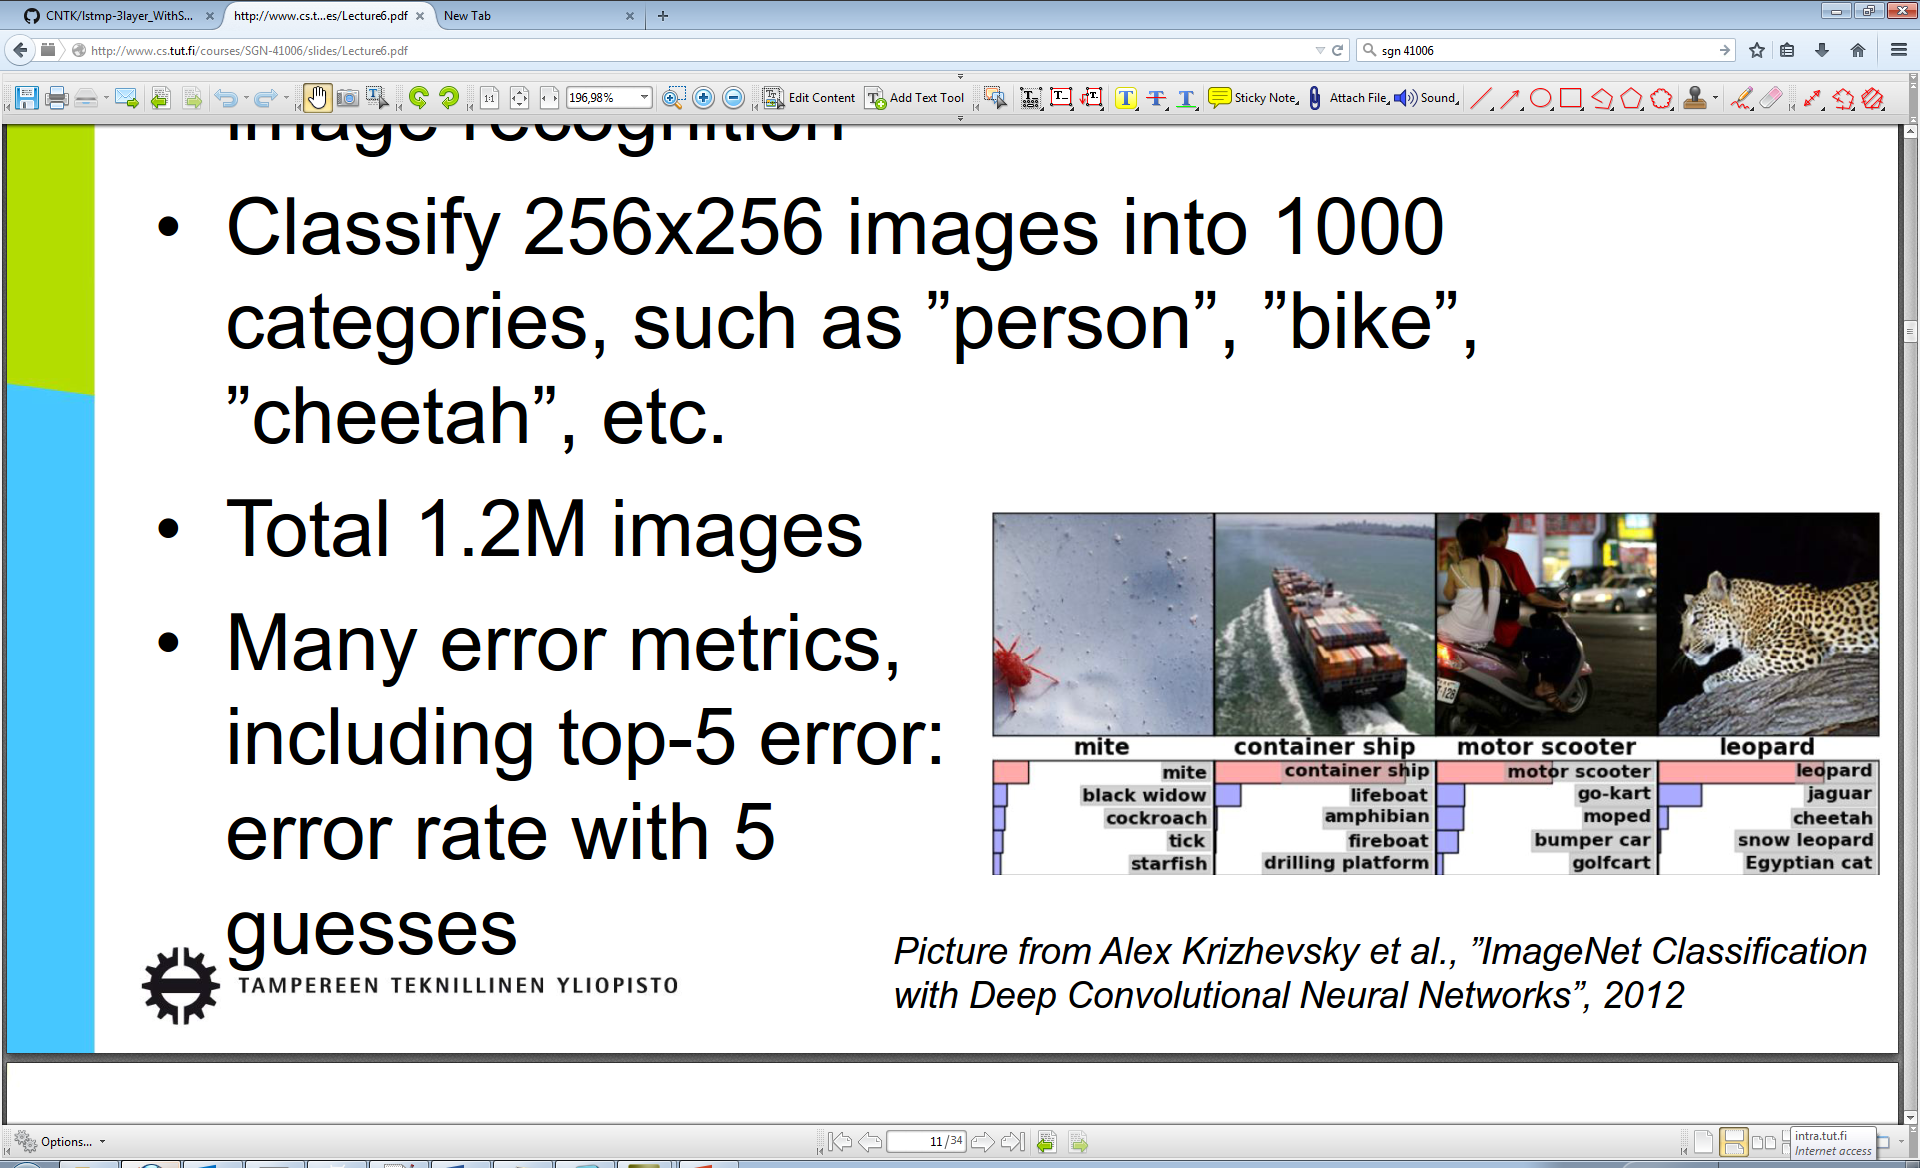 CNTK/lstmp-3layer_WithS...
http://www.cs.t...es/Lecture6.pdf
New Tab
http://www.cs.tut.fi/courses/SGN-41006/slides/Lecture6.pdf
sgn 41006
1:1
196,98%
Edit Content
Add Text Tool
Sticky Note,
Attach File,
Sound,
image recognition
• Classify 256x256 images into 1000
categories, such as ”person”, ”bike”,
”cheetah”, etc.
• Total 1.2M images
• Many error metrics,
including top-5 error:
error rate with 5
guesses
mite
container ship
motor scooter
leopard
mite
black widow
cockroach
tick
starfish
container ship
lifeboat
amphibian
fireboat
drilling platform
motor scooter
go-kart
moped
bumper car
golfcart
leopard
jaguar
cheetah
snow leopard
Egyptian cat
TAMPEREEN TEKNILLINEN YLIOPISTO
Picture from Alex Krizhevsky et al., ”ImageNet Classification
with Deep Convolutional Neural Networks”, 2012
Options...
11/34
intra.tut.fi
Internet access